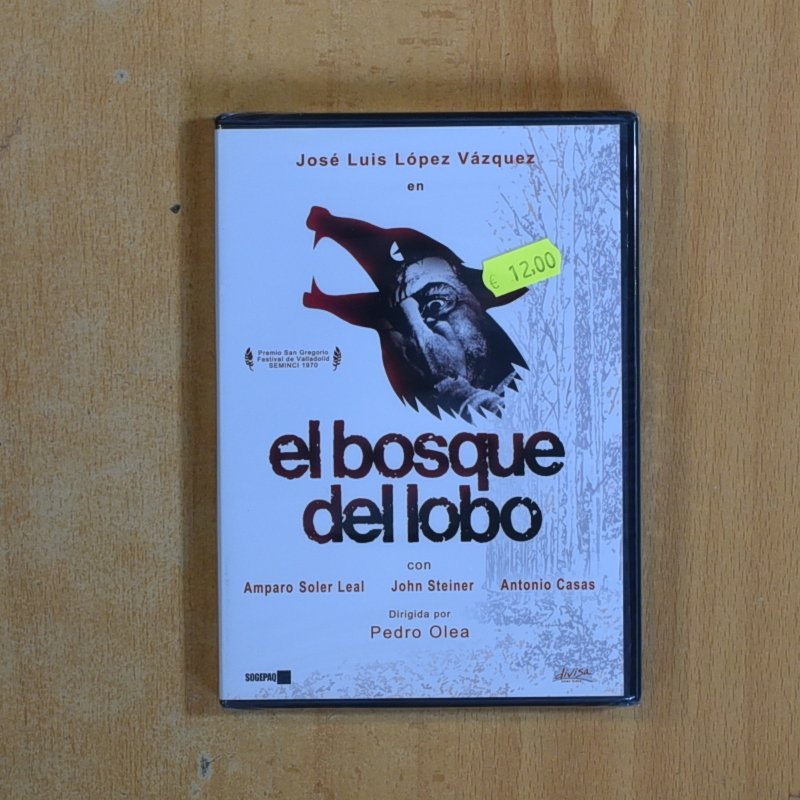 José Luis López Vázquez
en
€ 12,00
Premio San Gregorio
Festival de Valladolid
SEMINCI 1970
el bosque
del lobo
con
Amparo Soler Leal John Steiner Antonio Casas
Dirigida por
Pedro Olea
SOGEPAQ
divisa